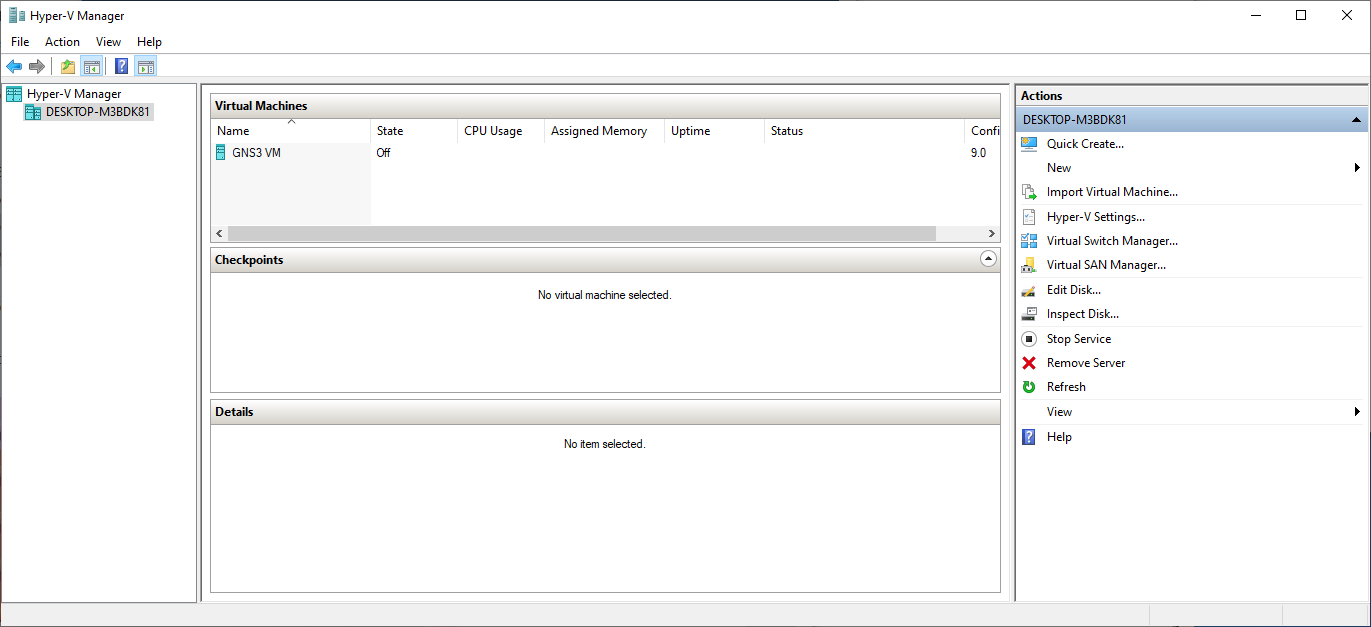 Hyper-V Manager
File Action View Help
Hyper-V Manager
DESKTOP-M3BDK81
Virtual Machines
Name State CPU Usage Assigned Memory Uptime Status Confi
GNS3 VM Off 9.0
Checkpoints
No virtual machine selected.
Details
No item selected.
Actions
DESKTOP-M3BDK81
Quick Create...
New
Import Virtual Machine...
Hyper-V Settings...
Virtual Switch Manager...
Virtual SAN Manager...
Edit Disk...
Inspect Disk...
Stop Service
Remove Server
Refresh
View
Help